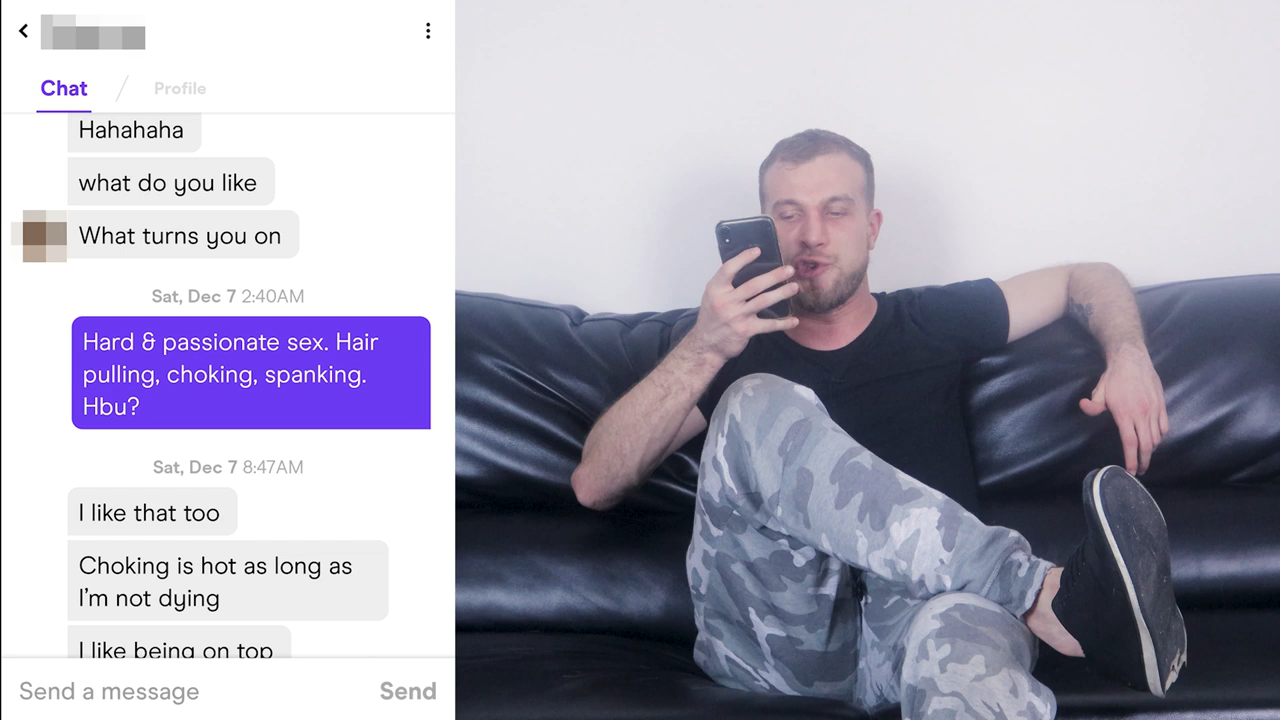 Chat / Profile
Hahahaha
what do you like
What turns you on
Sat, Dec 7 2:40AM
Hard & passionate sex. Hair
pulling, choking, spanking.
Hbu?
Sat, Dec 7 8:47AM
I like that too
Choking is hot as long as
I'm not dying
I like being on top
Send a message Send